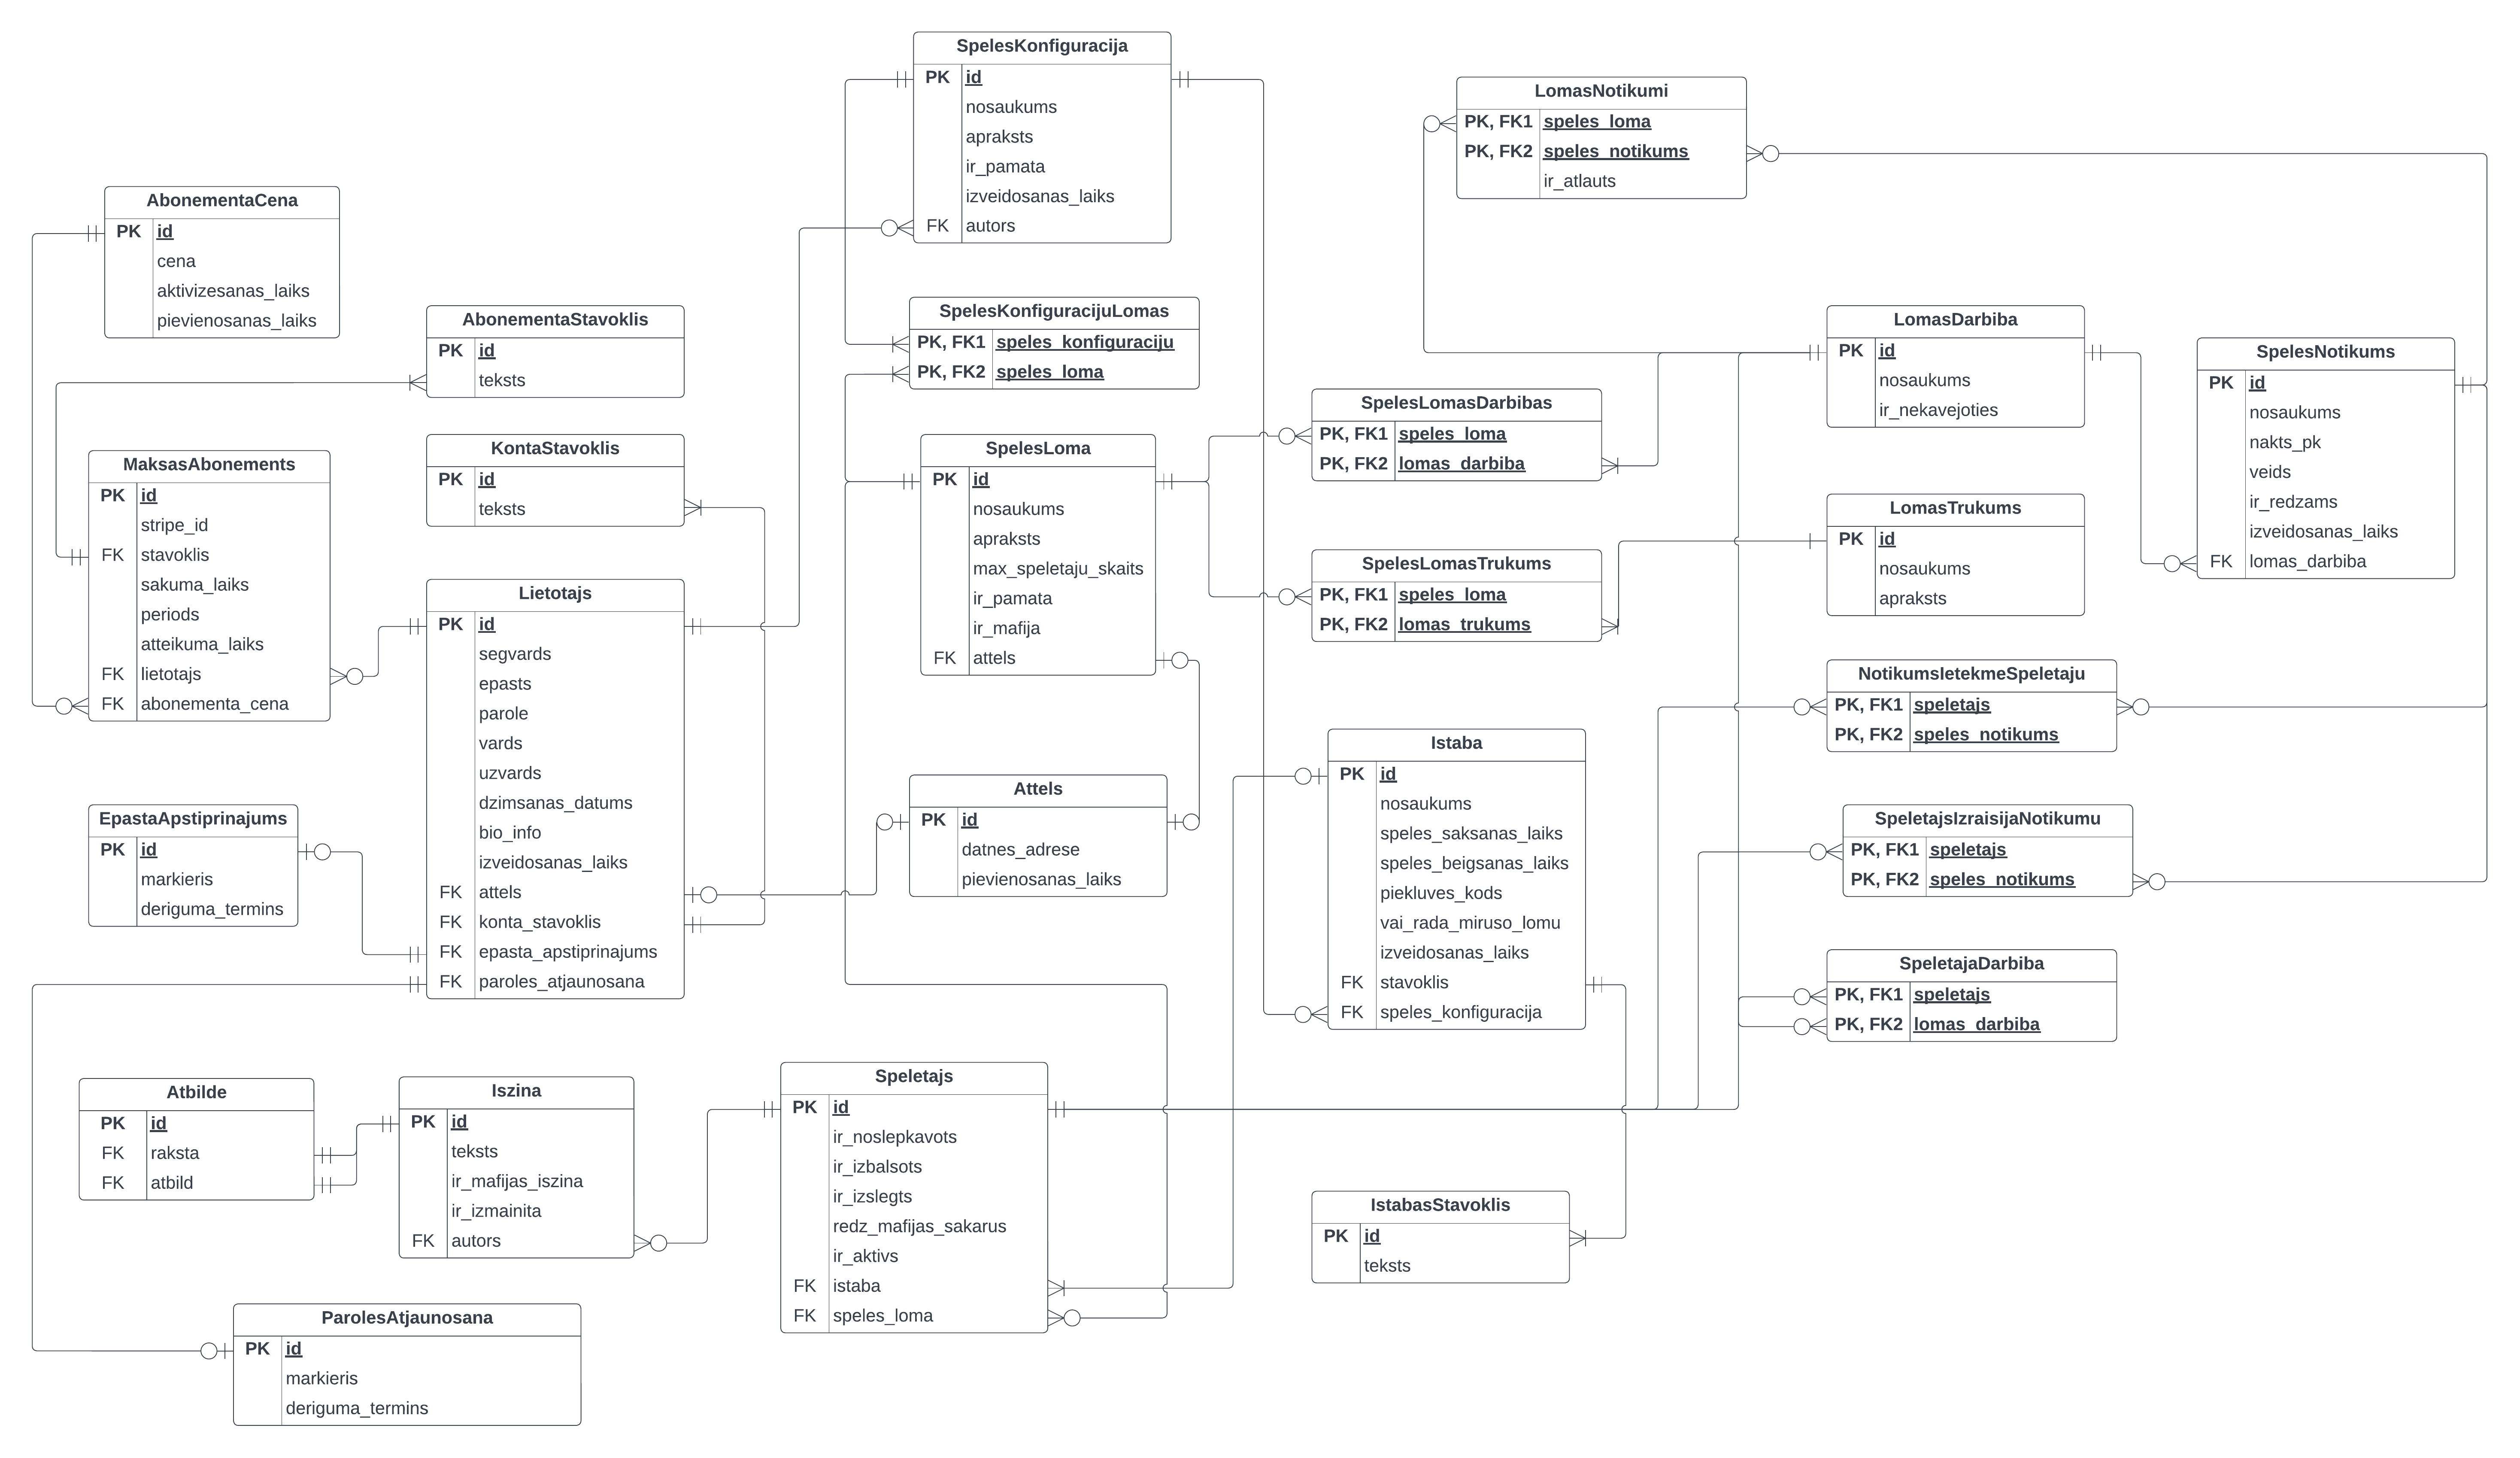 SpelesKonfiguracija
PK id
nosaukums
apraksts
ir_pamata
izveidosanas_laiks
FK autors
LomasNotikumi
PK, FK1 speles_loma
PK, FK2 speles_notikums
ir_atlauts
AbonementaCena
PK id
cena
aktivizesanas_laiks
pievienosanas_laiks
AbonementaStavoklis
PK id
teksts
SpelesKonfiguracijuLomas
PK, FK1 speles_konfiguraciju
PK, FK2 speles_loma
LomasDarbiba
PK id
nosaukums
ir_nekavejoties
SpelesNotikums
PK id
nosaukums
nakts_pk
veids
ir_redzams
izveidosanas_laiks
FK lomas_darbiba
SpelesLomasDarbibas
PK, FK1 speles_loma
PK, FK2 lomas_darbiba
MaksasAbonements
PK id
stripe_id
FK stavoklis
sakuma_laiks
periods
atteikuma_laiks
FK lietotajs
FK abonementa_cena
KontaStavoklis
PK id
teksts
SpelesLoma
PK id
nosaukums
apraksts
max_speletaju_skaits
ir_pamata
ir_mafija
FK attels
LomasTrukums
PK id
nosaukums
apraksts
SpelesLomasTrukums
PK, FK1 speles_loma
PK, FK2 lomas_trukums
Lietotajs
PK id
segvards
epasts
parole
vards
uzvards
dzimsanas_datums
bio_info
izveidosanas_laiks
FK attels
FK konta_stavoklis
FK epasta_apstiprinajums
FK paroles_atjaunosana
NotikumsIetekmeSpeletaju
PK, FK1 speletajs
PK, FK2 speles_notikums
Istaba
PK id
nosaukums
speles_saksanas_laiks
speles_beigsanas_laiks
piekluves_kods
vai_rada_miruso_lomu
izveidosanas_laiks
FK stavoklis
FK speles_konfiguracija
Attels
PK id
datnes_adrese
pievienosanas_laiks
EpastaApstiprinajums
PK id
markieris
deriguma_termins
SpeletajsIzraisijaNotikumu
PK, FK1 speletajs
PK, FK2 speles_notikums
SpeletajaDarbiba
PK, FK1 speletajs
PK, FK2 lomas_darbiba
Atbilde
PK id
FK raksta
FK atbild
Iszina
PK id
teksts
ir_mafijas_iszina
ir_izmainita
FK autors
Speletajs
PK id
ir_noslepkavots
ir_izbalsots
ir_izslegts
redz_mafijas_sakarus
ir_aktivs
FK istaba
FK speles_loma
IstabasStavoklis
PK id
teksts
ParolesAtjaunosana
PK id
markieris
deriguma_termins